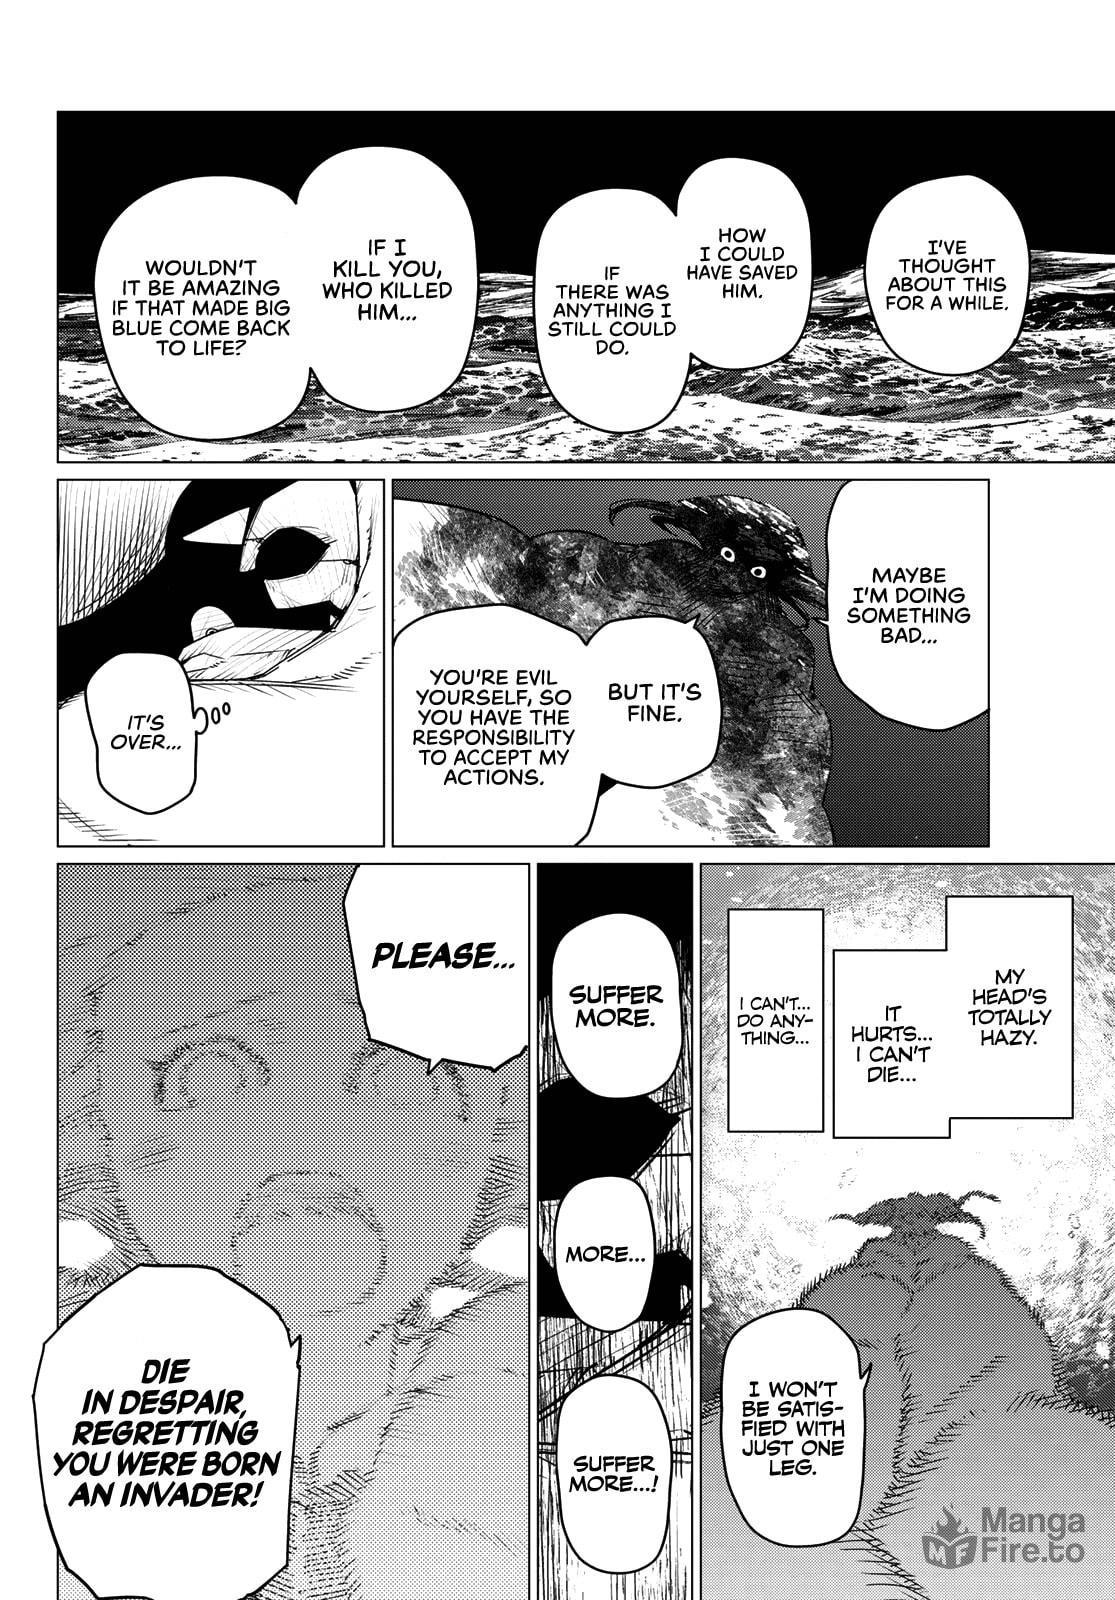 I'VE
THOUGHT
ABOUT THIS
FOR A WHILE.
HOW
I COULD
HAVE SAVED
HIM.
IF
THERE WAS
ANYTHING I
STILL COULD
DO.
IF I
KILL YOU,
WHO KILLED
HIM...
WOULDN'T
IT BE AMAZING
IF THAT MADE BIG
BLUE COME BACK
TO LIFE?
MAYBE
I'M DOING
SOMETHING
BAD...
BUT IT'S
FINE.
YOU'RE EVIL
YOURSELF, SO
YOU HAVE THE
RESPONSIBILITY
TO ACCEPT MY
ACTIONS.
IT'S
OVER...
MY
HEAD'S
TOTALLY
HAZY.
IT
HURTS...
I CAN'T
DIE...
I CAN'T...
DO ANY-
THING...
I WON'T
BE SATIS-
FIED WITH
JUST ONE
LEG.
SUFFER
MORE.
MORE...
SUFFER
MORE...!
PLEASE...
DIE
IN DESPAIR,
REGRETTING
YOU WERE BORN
AN INVADER!
MF
Manga
Fire.to